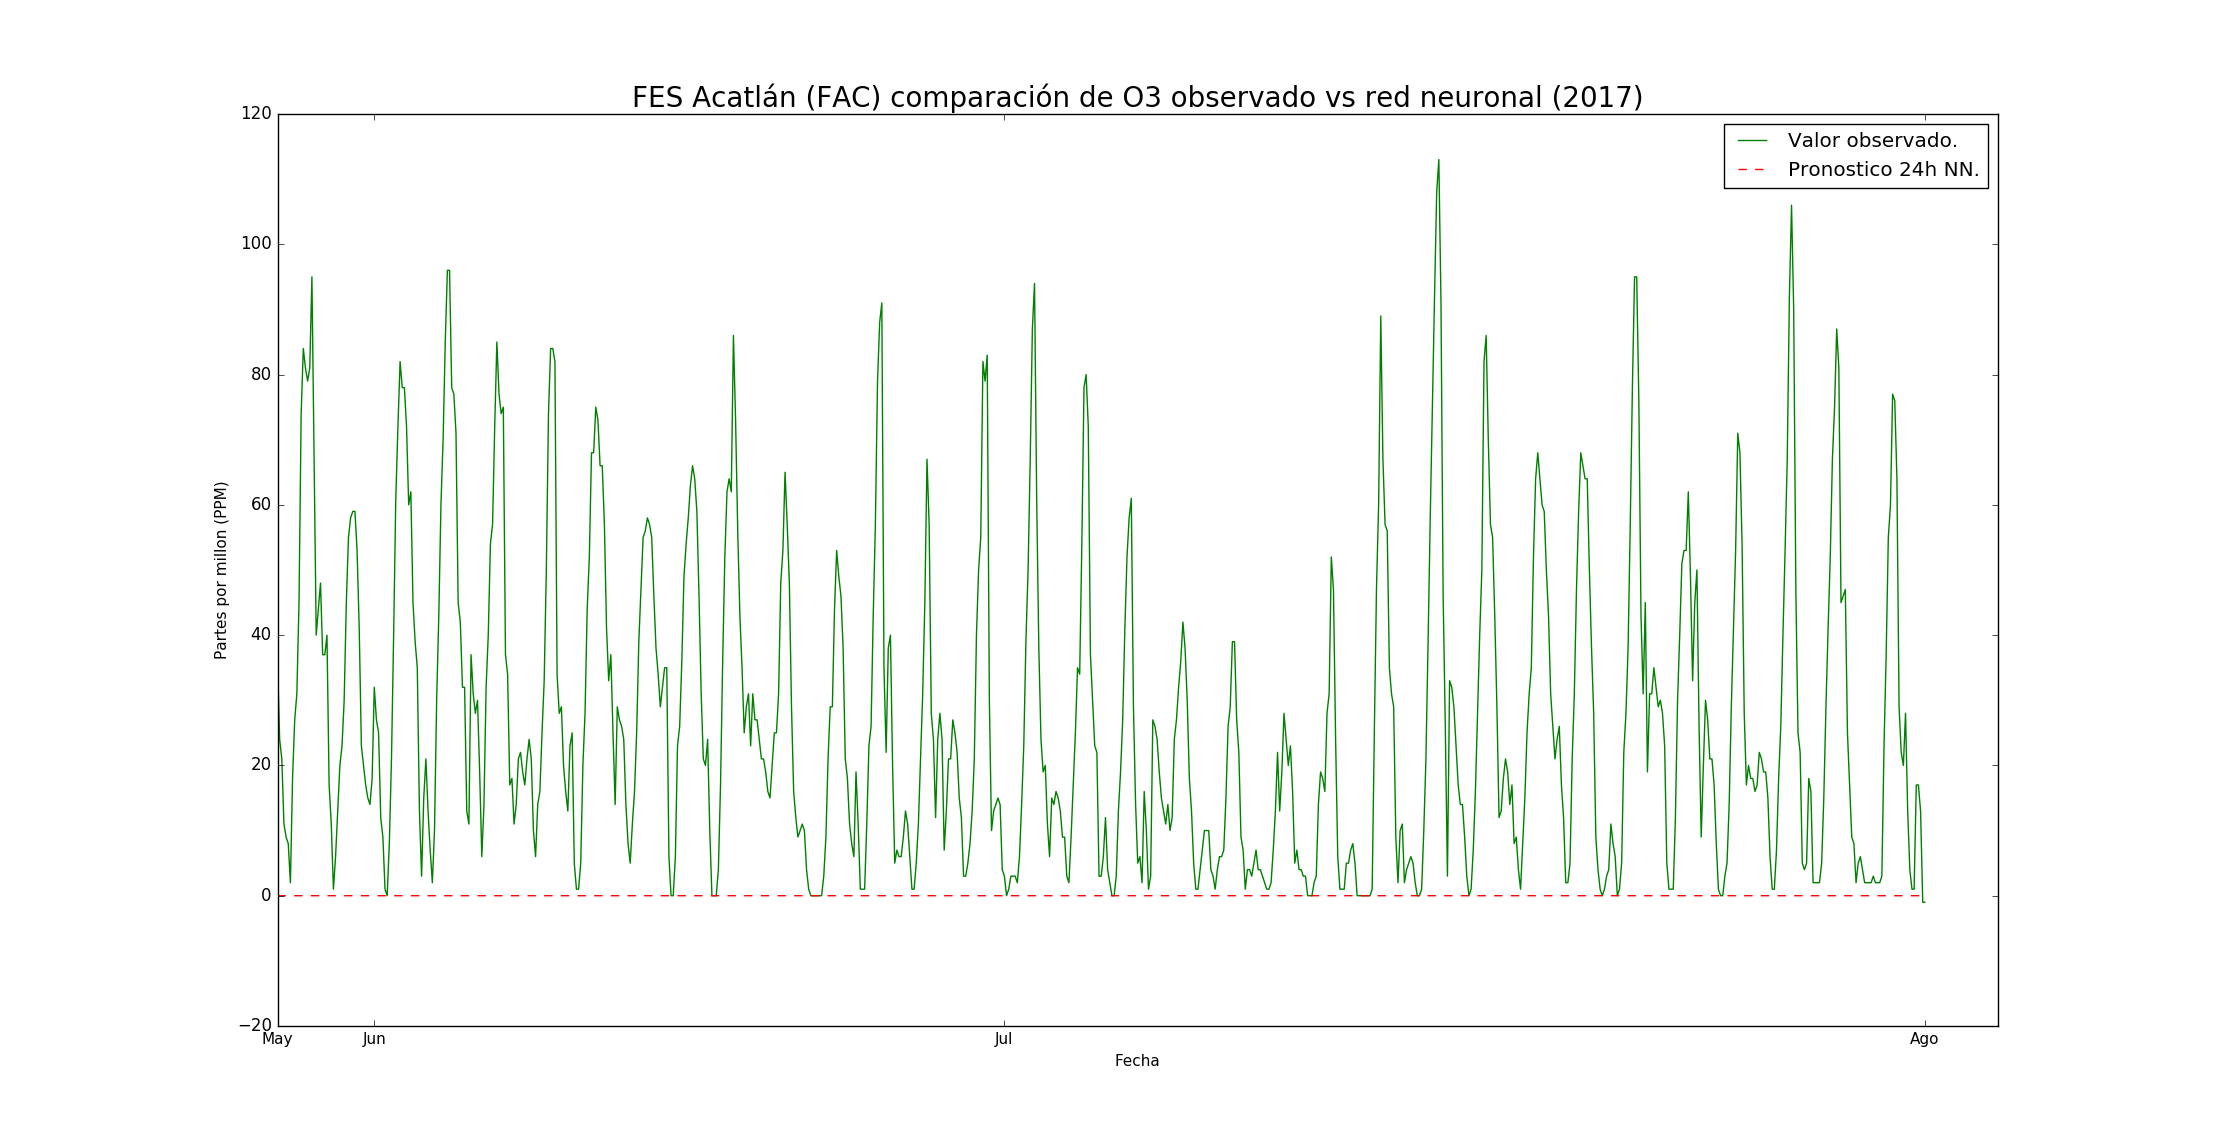 FES Acatlán (FAC) comparación de O3 observado vs red neuronal (2017)
120
100
80
60
40
20
0
−20
Partes por millon (PPM)
Valor observado.
Pronostico 24h NN.
May
Jun
Jul
Ago
Fecha